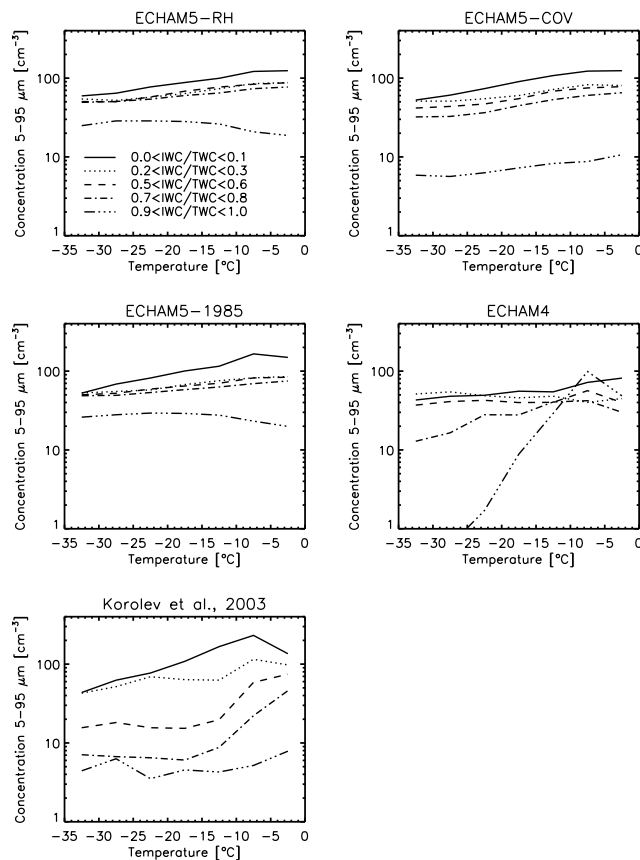 ECHAM5-RH
Concentration 5-95 μm [cm⁻³]
100
10
1
0.0<IWC/TWC<0.1
0.2<IWC/TWC<0.3
0.5<IWC/TWC<0.6
0.7<IWC/TWC<0.8
0.9<IWC/TWC<1.0
-35 -30 -25 -20 -15 -10 -5 0
Temperature [°C]
ECHAM5-COV
Concentration 5-95 μm [cm⁻³]
100
10
1
-35 -30 -25 -20 -15 -10 -5 0
Temperature [°C]
ECHAM5-1985
Concentration 5-95 μm [cm⁻³]
100
10
1
-35 -30 -25 -20 -15 -10 -5 0
Temperature [°C]
ECHAM4
Concentration 5-95 μm [cm⁻³]
100
10
1
-35 -30 -25 -20 -15 -10 -5 0
Temperature [°C]
Korolev et al., 2003
Concentration 5-95 μm [cm⁻³]
100
10
1
-35 -30 -25 -20 -15 -10 -5 0
Temperature [°C]